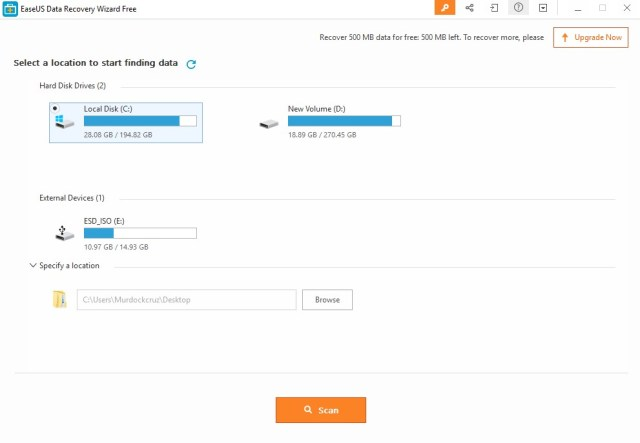 EaseUS Data Recovery Wizard Free
Recover 500 MB data for free: 500 MB left. To recover more, please
Upgrade Now
Select a location to start finding data
Hard Disk Drives (2)
Local Disk (C:)
28.08 GB / 194.82 GB
New Volume (D:)
18.89 GB / 270.45 GB
External Devices (1)
ESD_ISO (E:)
10.97 GB / 14.93 GB
Specify a location
C:\Users\Murdockcruz\Desktop
Browse
Scan